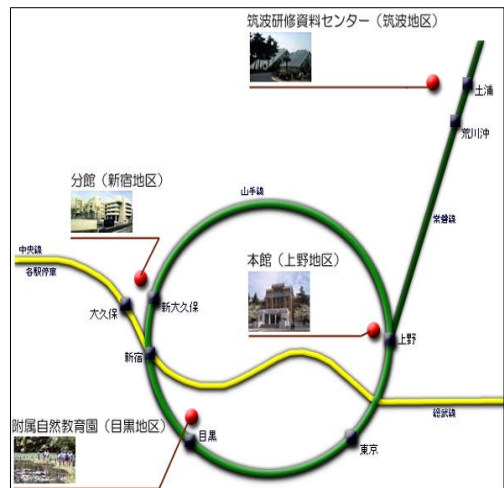 筑波研修資料センター（筑波地区）
土浦
荒川沖
分館（新宿地区）
山手線
常磐線
中央線
各駅停車
本館（上野地区）
大久保
新大久保
上野
新宿
総武線
附属自然教育園（目黒地区）
目黒
東京